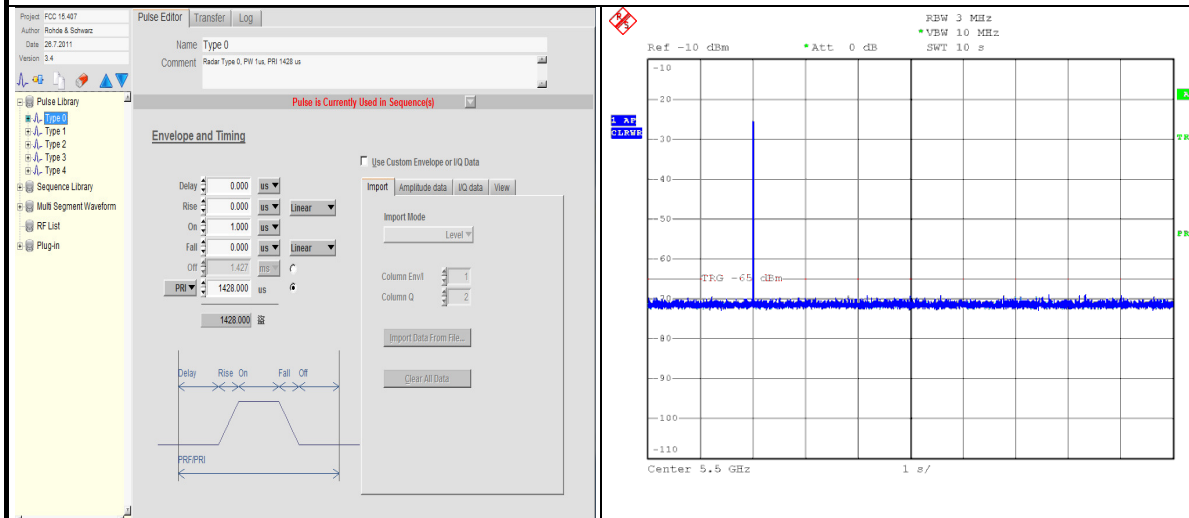 Project FCC 15.407
Author Rohde & Schwarz
Date 26.7.2011
Version 3.4
Pulse Library
Type 0
Type 1
Type 2
Type 3
Type 4
Sequence Library
Multi Segment Waveform
RF List
Plug-in
Pulse Editor Transfer Log
Name Type 0
Comment Radar Type 0, PW 1us, PRI 1428 us
Pulse is Currently Used in Sequence(s)
Envelope and Timing
Delay 0.000 us
Rise 0.000 us Linear
On 1.000 us
Fall 0.000 us Linear
Off 1.427 ms
PRI 1428.000 us
1428.000
Use Custom Envelope or I/Q Data
Import Amplitude data I/Q data View
Import Mode
Level
Column Env/I 1
Column Q 2
Import Data From File...
Clear All Data
Delay Rise On Fall Off
PRF/PRI
R S
RBW 3 MHz
*VBW 10 MHz
Ref -10 dBm *Att 0 dB SWT 10 s
-10
-20
A
1 AP
CLRWR
TR
-30
-40
-50
PR
TRG -65 dBm
-70
-80
-90
-100
-110
Center 5.5 GHz 1 s/